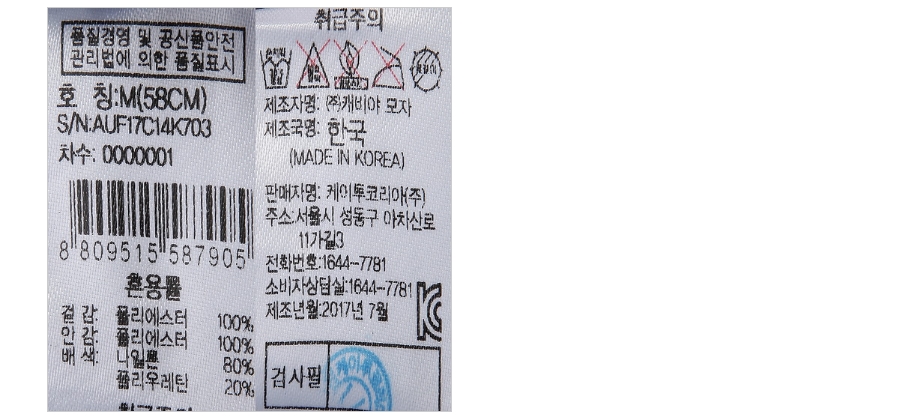 품질경영 및 공산품안전
관리법에 의한 품질표시
호 칭:M(58CM)
S/N:AUF17C14K703
차수: 0000001
8 809515 587905
혼용률
겉 감: 폴리에스터 100%
안 감: 폴리에스터 100%
배 색: 나일론 80%
폴리우레탄 20%
취급주의
제조자명: (주)캐비아 모자
제조국명: 한국
(MADE IN KOREA)
판매자명: 케이투코리아(주)
주소:서울시 성동구 아차산로
11가길3
전화번호:1644-7781
소비자상담실:1644-7781
제조년월:2017년 7월
검사필